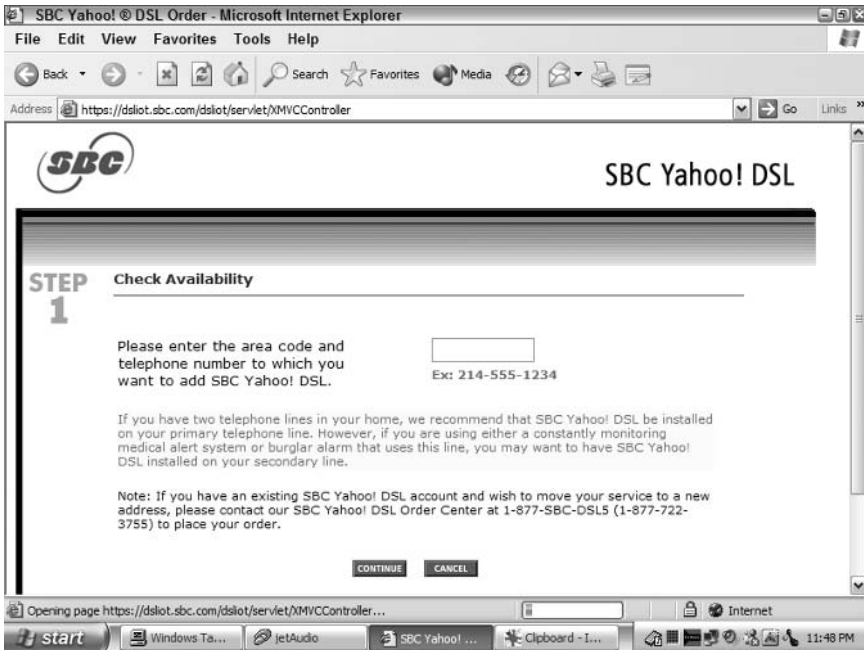 SBC Yahoo! ® DSL Order - Microsoft Internet Explorer
File Edit View Favorites Tools Help
Back Search Favorites Media
Address https://dsliot.sbc.com/dsliot/servlet/XMVCController Go Links »
SBC
SBC Yahoo! DSL
STEP 1
Check Availability
Please enter the area code and
telephone number to which you
want to add SBC Yahoo! DSL.
Ex: 214-555-1234
If you have two telephone lines in your home, we recommend that SBC Yahoo! DSL be installed
on your primary telephone line. However, if you are using either a constantly monitoring
medical alert system or burglar alarm that uses this line, you may want to have SBC Yahoo!
DSL installed on your secondary line.
Note: If you have an existing SBC Yahoo! DSL account and wish to move your service to a new
address, please contact our SBC Yahoo! DSL Order Center at 1-877-SBC-DSL5 (1-877-722-
3755) to place your order.
CONTINUE CANCEL
Opening page https://dsliot.sbc.com/dsliot/servlet/XMVCController... Internet
start Windows Ta... jetAudio SBC Yahoo! ... Clipboard - I... 11:48 PM